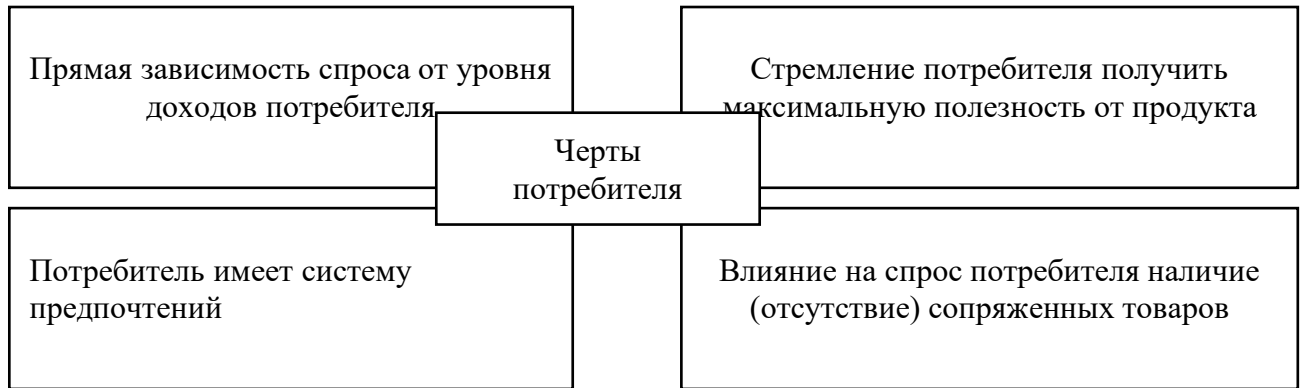 Прямая зависимость спроса от уровня
доходов потребителя
Стремление потребителя получить
максимальную полезность от продукта
Черты
потребителя
Потребитель имеет систему
предпочтений
Влияние на спрос потребителя наличие
(отсутствие) сопряженных товаров